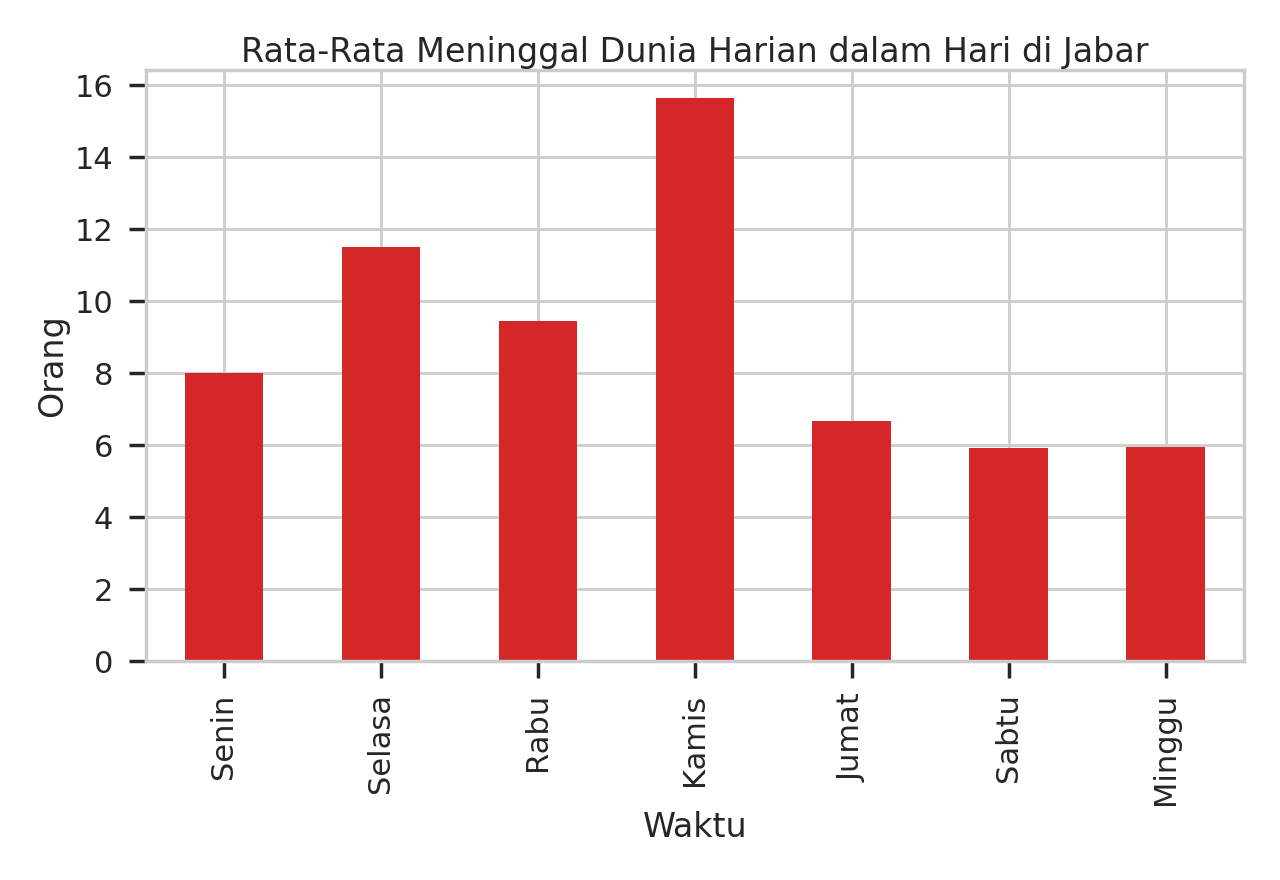 Rata-Rata Meninggal Dunia Harian dalam Hari di Jabar
16
14
12
10
8
6
4
2
0
Orang
Senin
Selasa
Rabu
Kamis
Jumat
Sabtu
Minggu
Waktu